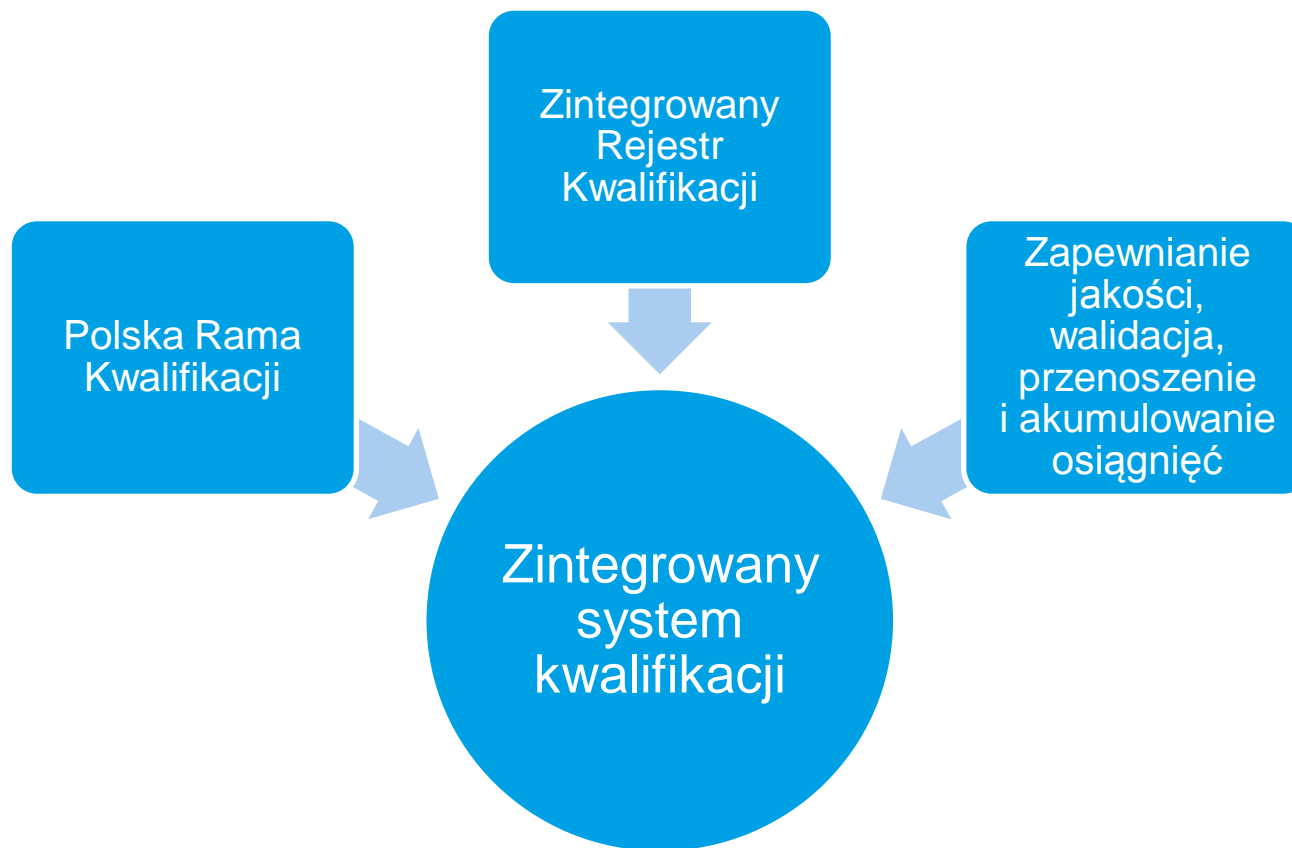 Zintegrowany
Rejestr
Kwalifikacji
Polska Rama
Kwalifikacji
Zapewnianie
jakości,
walidacja,
przenoszenie
i akumulowanie
osiągnięć
Zintegrowany
system
kwalifikacji